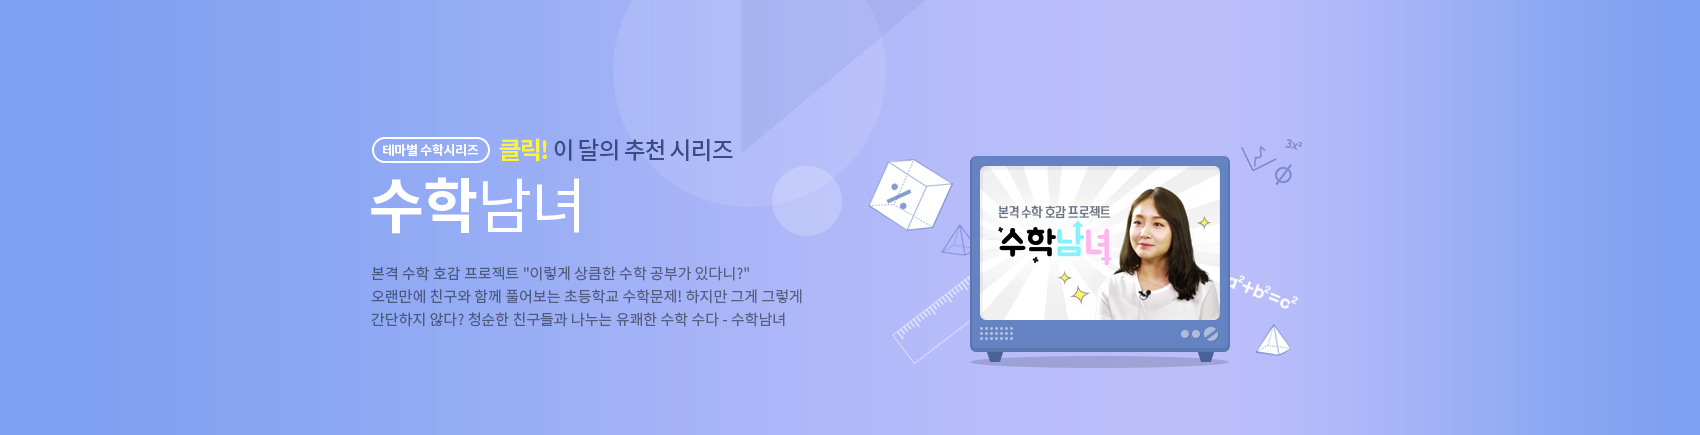 테마별 수학시리즈 클릭! 이 달의 추천 시리즈
수학남녀
본격 수학 호감 프로젝트 "이렇게 상큼한 수학 공부가 있다니?"
오랜만에 친구와 함께 풀어보는 초등학교 수학문제! 하지만 그게 그렇게
간단하지 않다? 청순한 친구들과 나누는 유쾌한 수학 수다 - 수학남녀
%
본격 수학 호감 프로젝트
수학남녀
3x²
a²+b²=c²